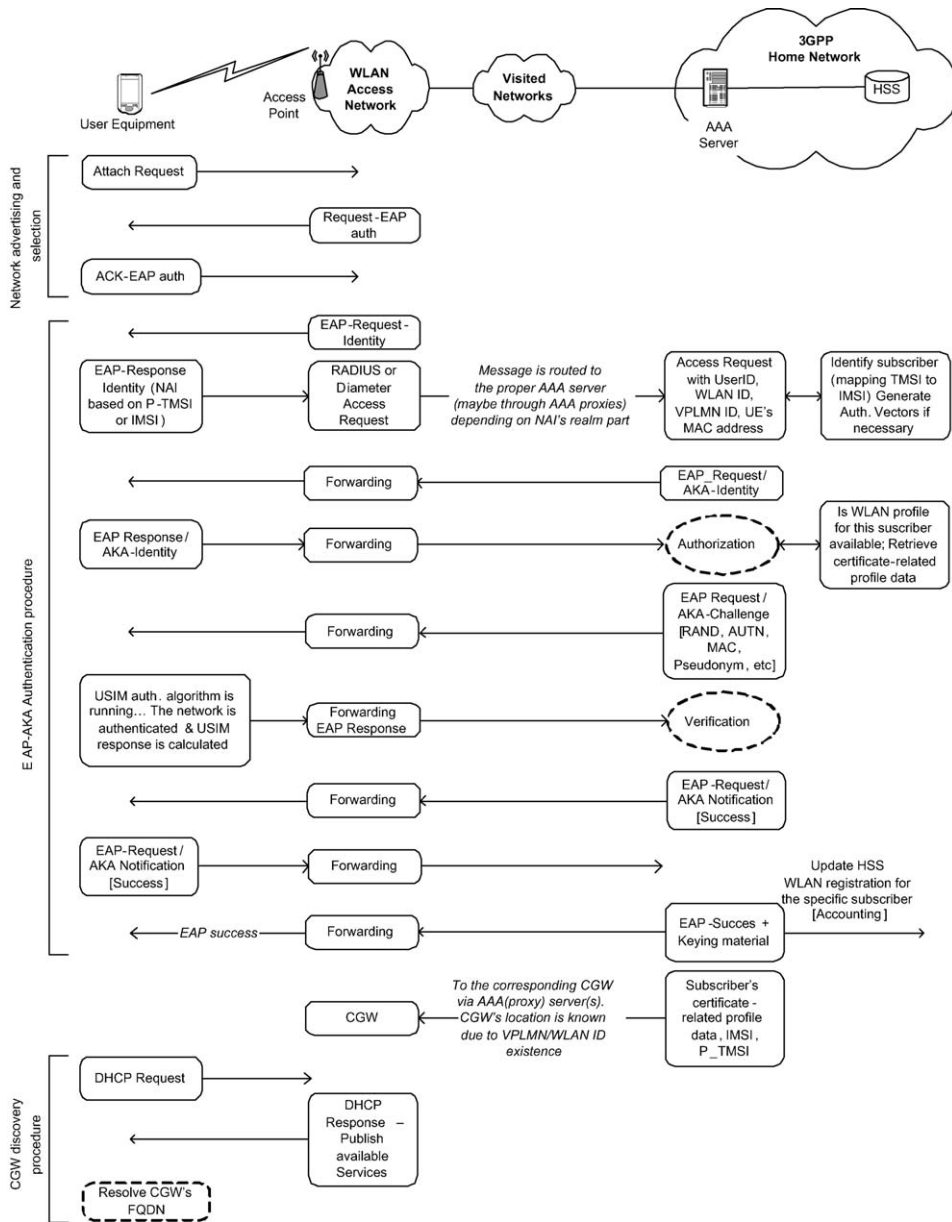 3GPP
Home Network
WLAN
Access
Network
Visited
Networks
HSS
Access
Point
User Equipment
AAA
Server
Network advertising and
selection
Attach Request
Request-EAP
auth
ACK-EAP auth
E AP-AKA Authentication procedure
EAP-Request-
Identity
EAP-Response
Identity (NAI
based on P-TMSI
or IMSI)
RADIUS or
Diameter
Access
Request
Message is routed to
the proper AAA server
(maybe through AAA proxies)
depending on NAI's realm part
Access Request
with UserID,
WLAN ID,
VPLMN ID, UE's
MAC address
Identify subscriber
(mapping TMSI to
IMSI) Generate
Auth. Vectors if
necessary
Forwarding
EAP_Request/
AKA-Identity
EAP Response/
AKA-Identity
Forwarding
Authorization
Is WLAN profile
for this suscriber
available; Retrieve
certificate-related
profile data
Forwarding
EAP Request /
AKA-Challenge
[RAND, AUTN,
MAC,
Pseudonym, etc]
USIM auth. algorithm is
running... The network is
authenticated & USIM
response is calculated
Forwarding
EAP Response
Verification
Forwarding
EAP-Request/
AKA Notification
[Success]
EAP-Request/
AKA Notification
[Success]
Forwarding
Update HSS
WLAN registration for
the specific subscriber
[Accounting]
EAP success
Forwarding
EAP-Succes +
Keying material
CGW
To the corresponding CGW
via AAA(proxy) server(s).
CGW's location is known
due to VPLMN/WLAN ID
existence
Subscriber's
certificate-
related profile
data, IMSI,
P_TMSI
CGW discovery
procedure
DHCP Request
DHCP
Response –
Publish
available
Services
Resolve CGW's
FQDN